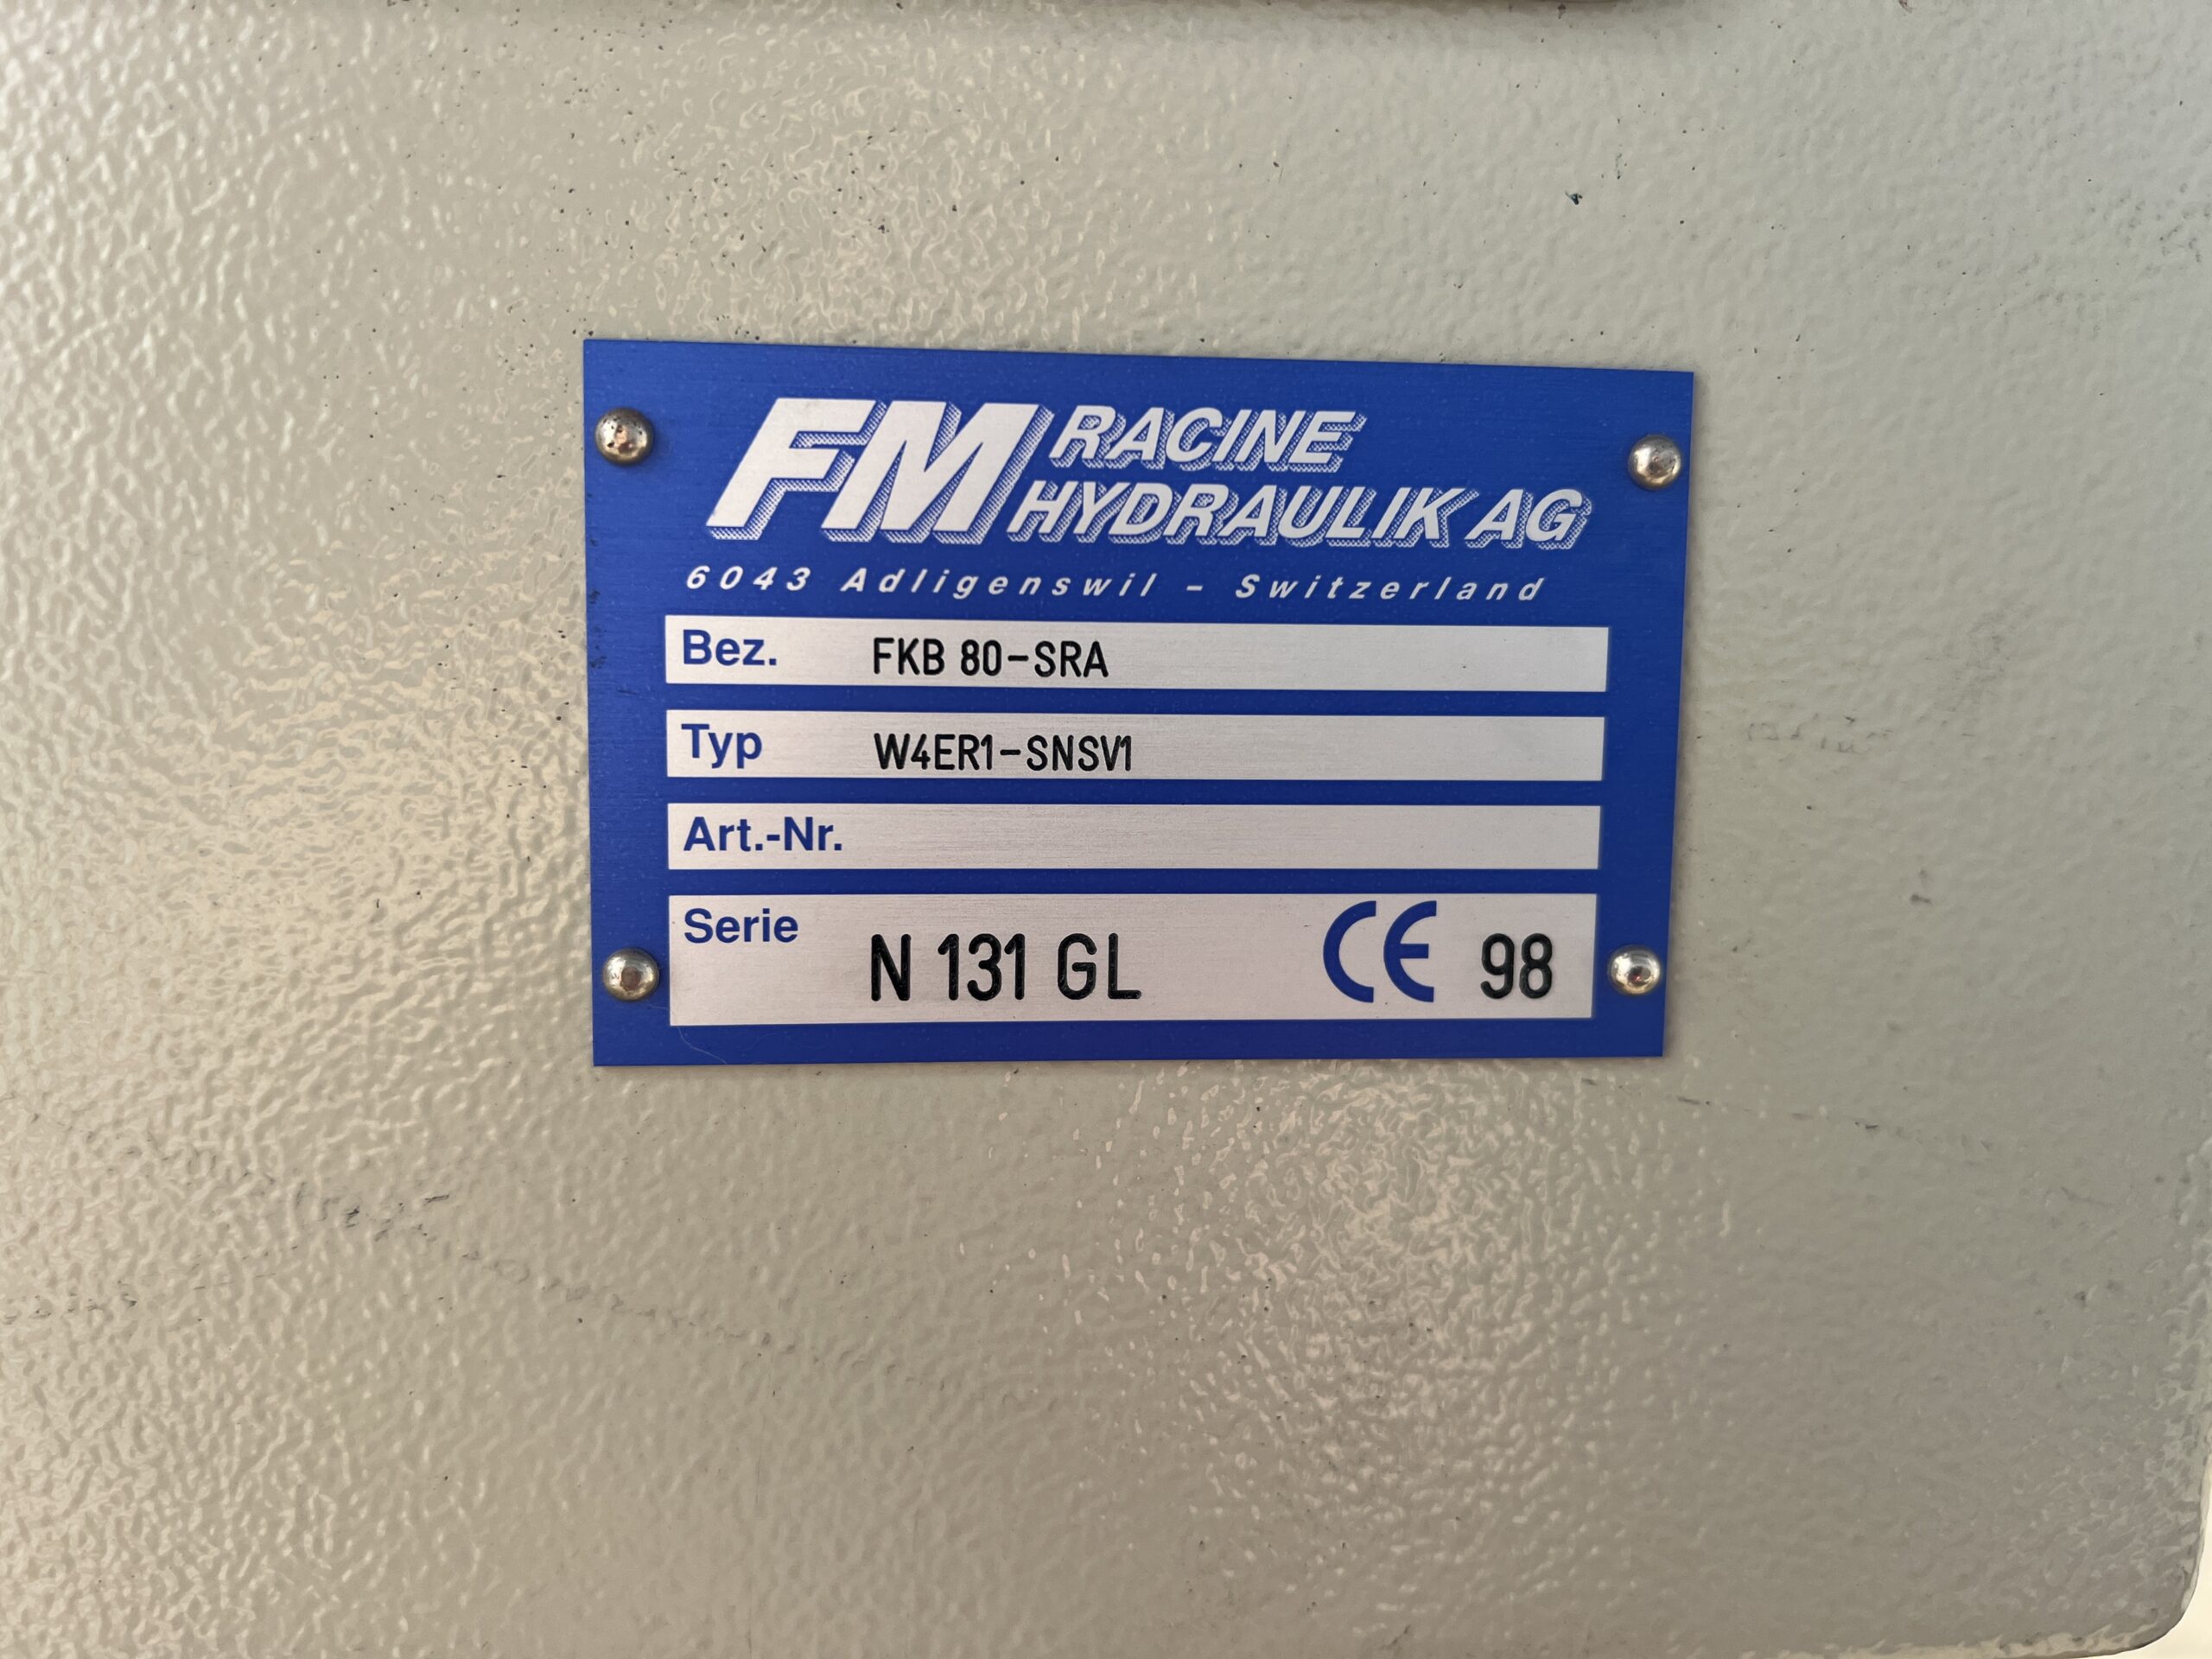 FM RACINE
HYDRAULIK AG
6043 Adligenswil - Switzerland
Bez. FKB 80-SRA
Typ W4ER1-SNSV1
Art.-Nr.
Serie N 131 GL CE 98